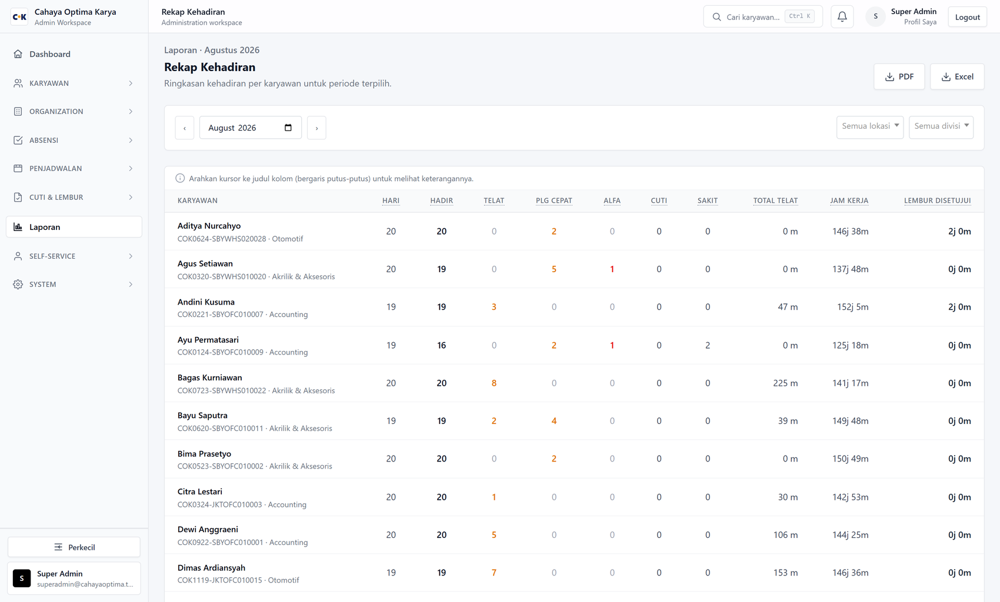 C·K
Cahaya Optima Karya
Admin Workspace
Rekap Kehadiran
Administration workspace
Cari karyawan... Ctrl K
S
Super Admin
Profil Saya
Logout
Dashboard
KARYAWAN
ORGANIZATION
ABSENSI
PENJADWALAN
CUTI & LEMBUR
Laporan
SELF-SERVICE
SYSTEM
Perkecil
S
Super Admin
superadmin@cahayaoptima.t...
Laporan · Agustus 2026
Rekap Kehadiran
Ringkasan kehadiran per karyawan untuk periode terpilih.
PDF
Excel
‹ August 2026 ›
Semua lokasi
Semua divisi
Arahkan kursor ke judul kolom (bergaris putus-putus) untuk melihat keterangannya.
KARYAWAN HARI HADIR TELAT PLG CEPAT ALFA CUTI SAKIT TOTAL TELAT JAM KERJA LEMBUR DISETUJUI
Aditya Nurcahyo 20 20 0 2 0 0 0 0 m 146j 38m 2j 0m
COK0624-SBYWHS020028 · Otomotif
Agus Setiawan 20 19 0 5 1 0 0 0 m 137j 48m 0j 0m
COK0320-SBYWHS010020 · Akrilik & Aksesoris
Andini Kusuma 19 19 3 0 0 0 0 47 m 152j 5m 2j 0m
COK0221-SBYOFC010007 · Accounting
Ayu Permatasari 19 16 0 2 1 0 2 0 m 125j 18m 0j 0m
COK0124-SBYOFC010009 · Accounting
Bagas Kurniawan 20 20 8 0 0 0 0 225 m 141j 17m 0j 0m
COK0723-SBYWHS010022 · Akrilik & Aksesoris
Bayu Saputra 19 19 2 4 0 0 0 39 m 149j 48m 0j 0m
COK0620-SBYOFC010011 · Akrilik & Aksesoris
Bima Prasetyo 20 20 0 2 0 0 0 0 m 150j 49m 0j 0m
COK0523-SBYOFC010002 · Akrilik & Aksesoris
Citra Lestari 20 20 1 0 0 0 0 30 m 142j 53m 0j 0m
COK0324-JKTOFC010003 · Accounting
Dewi Anggraeni 20 20 5 0 0 0 0 106 m 144j 25m 0j 0m
COK0922-SBYOFC010001 · Accounting
Dimas Ardiansyah 19 19 7 0 0 0 0 153 m 146j 36m 0j 0m
COK1119-JKTOFC010015 · Otomotif